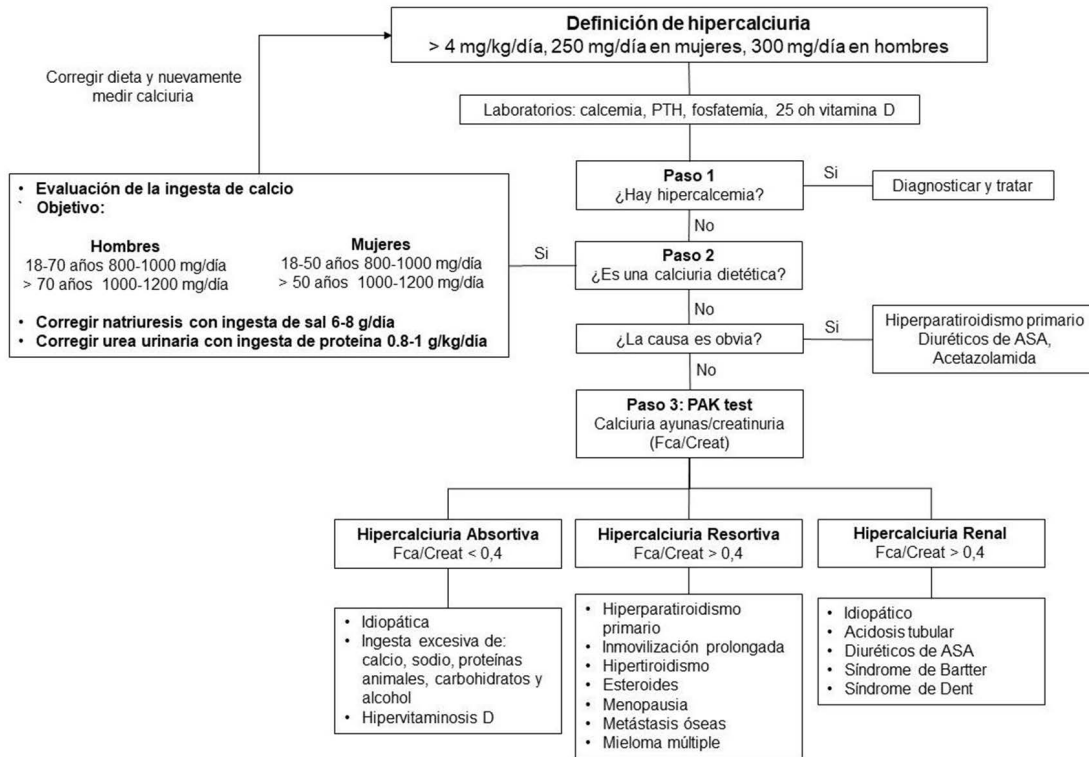 Definición de hipercalciuria
> 4 mg/kg/día, 250 mg/día en mujeres, 300 mg/día en hombres
Corregir dieta y nuevamente
medir calciuria
Laboratorios: calcemia, PTH, fosfatemía, 25 oh vitamina D
Paso 1
¿Hay hipercalcemia?
Si
Diagnosticar y tratar
No
• Evaluación de la ingesta de calcio
` Objetivo:
Hombres
18-70 años 800-1000 mg/día
> 70 años 1000-1200 mg/día
Mujeres
18-50 años 800-1000 mg/día
> 50 años 1000-1200 mg/día
• Corregir natriuresis con ingesta de sal 6-8 g/día
• Corregir urea urinaria con ingesta de proteína 0.8-1 g/kg/día
Si
Paso 2
¿Es una calciuria dietética?
No
¿La causa es obvia?
Si
Hiperparatiroidismo primario
Diuréticos de ASA,
Acetazolamida
No
Paso 3: PAK test
Calciuria ayunas/creatinuria
(Fca/Creat)
Hipercalciuria Absortiva
Fca/Creat < 0,4
Hipercalciuria Resortiva
Fca/Creat > 0,4
Hipercalciuria Renal
Fca/Creat > 0,4
• Idiopática
• Ingesta excesiva de:
calcio, sodio, proteínas
animales, carbohidratos y
alcohol
• Hipervitaminosis D
• Hiperparatiroidismo
primario
• Inmovilización prolongada
• Hipertiroidismo
• Esteroides
• Menopausia
• Metástasis óseas
• Mieloma múltiple
• Idiopático
• Acidosis tubular
• Diuréticos de ASA
• Síndrome de Bartter
• Síndrome de Dent